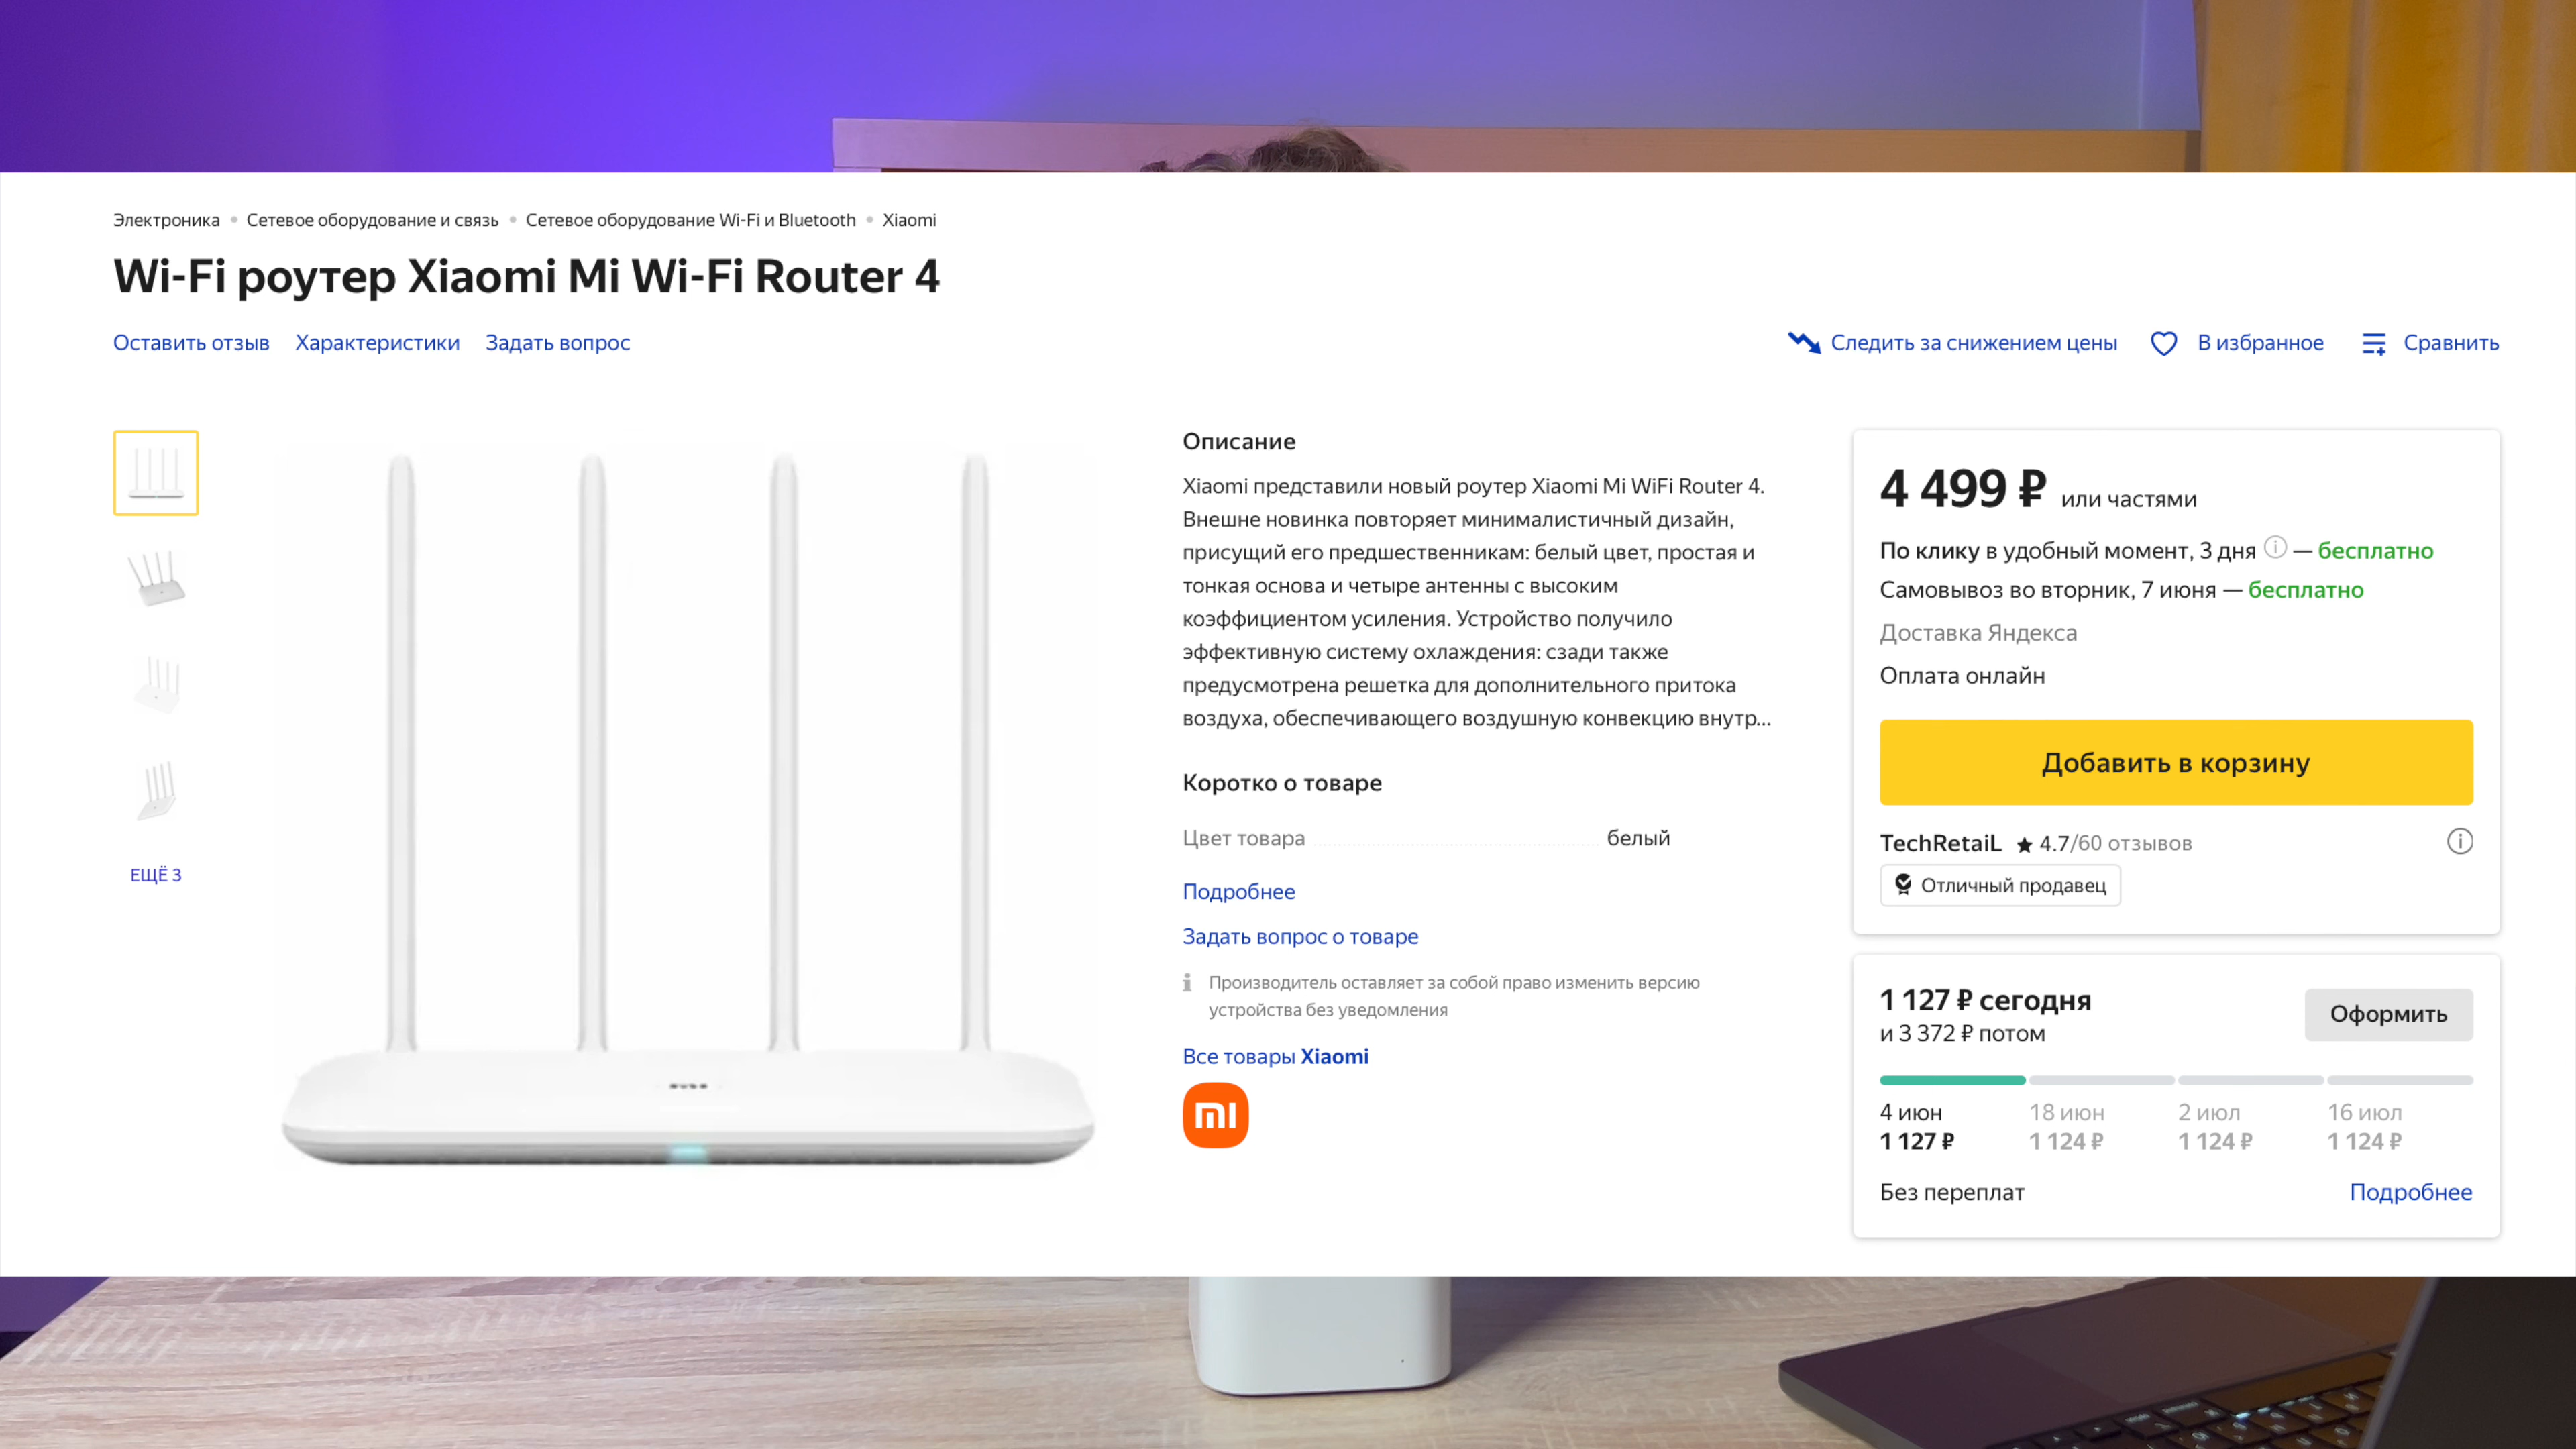 Электроника • Сетевое оборудование и связь • Сетевое оборудование Wi-Fi и Bluetooth • Xiaomi
Wi-Fi роутер Xiaomi Mi Wi-Fi Router 4
Оставить отзыв Характеристики Задать вопрос
Следить за снижением цены В избранное Сравнить
ЕЩЁ 3
Описание
Xiaomi представили новый роутер Xiaomi Mi WiFi Router 4.
Внешне новинка повторяет минималистичный дизайн,
присущий его предшественникам: белый цвет, простая и
тонкая основа и четыре антенны с высоким
коэффициентом усиления. Устройство получило
эффективную систему охлаждения: сзади также
предусмотрена решетка для дополнительного притока
воздуха, обеспечивающего воздушную конвекцию внутр...
Коротко о товаре
Цвет товара белый
Подробнее
Задать вопрос о товаре
Производитель оставляет за собой право изменить версию
устройства без уведомления
Все товары Xiaomi
mi
4 499 ₽ или частями
По клику в удобный момент, 3 дня — бесплатно
Самовывоз во вторник, 7 июня — бесплатно
Доставка Яндекса
Оплата онлайн
Добавить в корзину
TechRetaiL ★ 4.7/60 отзывов
Отличный продавец
1 127 ₽ сегодня
и 3 372 ₽ потом
Оформить
4 июн 18 июн 2 июл 16 июл
1 127 ₽ 1 124 ₽ 1 124 ₽ 1 124 ₽
Без переплат Подробнее